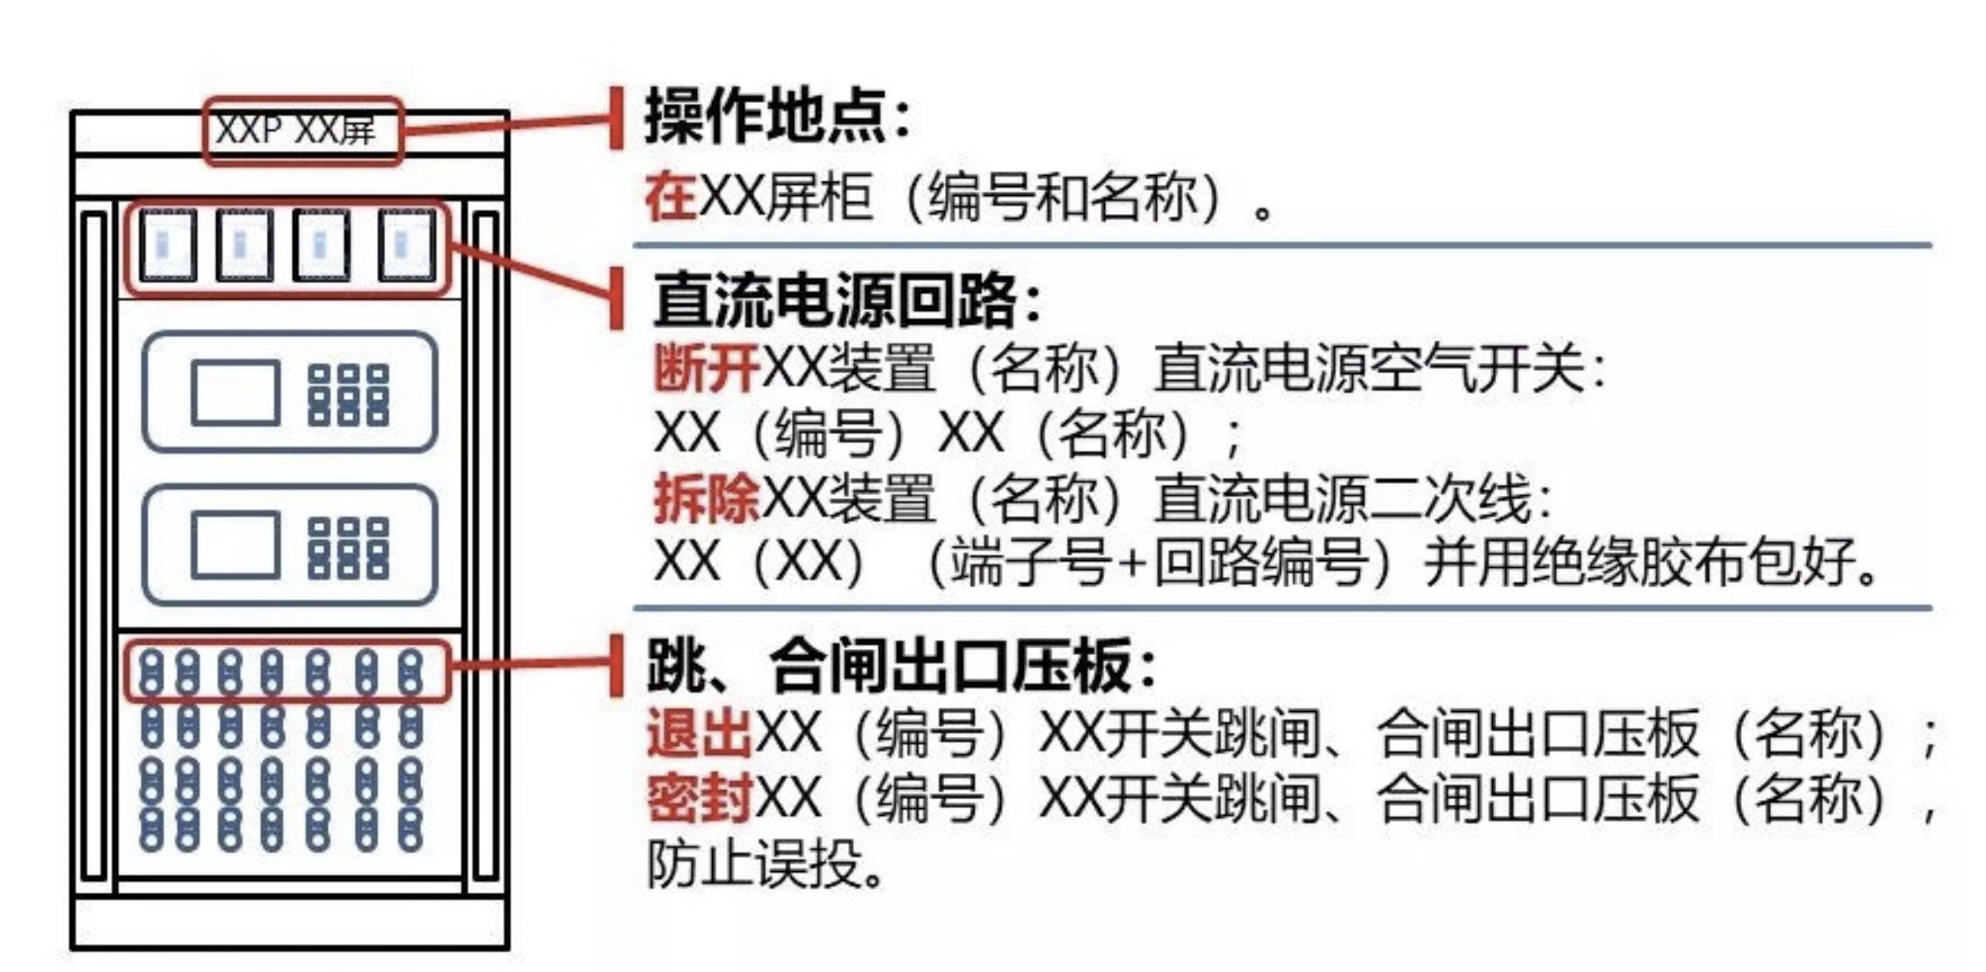 XXP XX屏
操作地点：
在XX屏柜（编号和名称）。
直流电源回路：
断开XX装置（名称）直流电源空气开关：
XX（编号）XX（名称）；
拆除XX装置（名称）直流电源二次线：
XX（XX）（端子号+回路编号）并用绝缘胶布包好。
跳、合闸出口压板：
退出XX（编号）XX开关跳闸、合闸出口压板（名称）；
密封XX（编号）XX开关跳闸、合闸出口压板（名称），
防止误投。